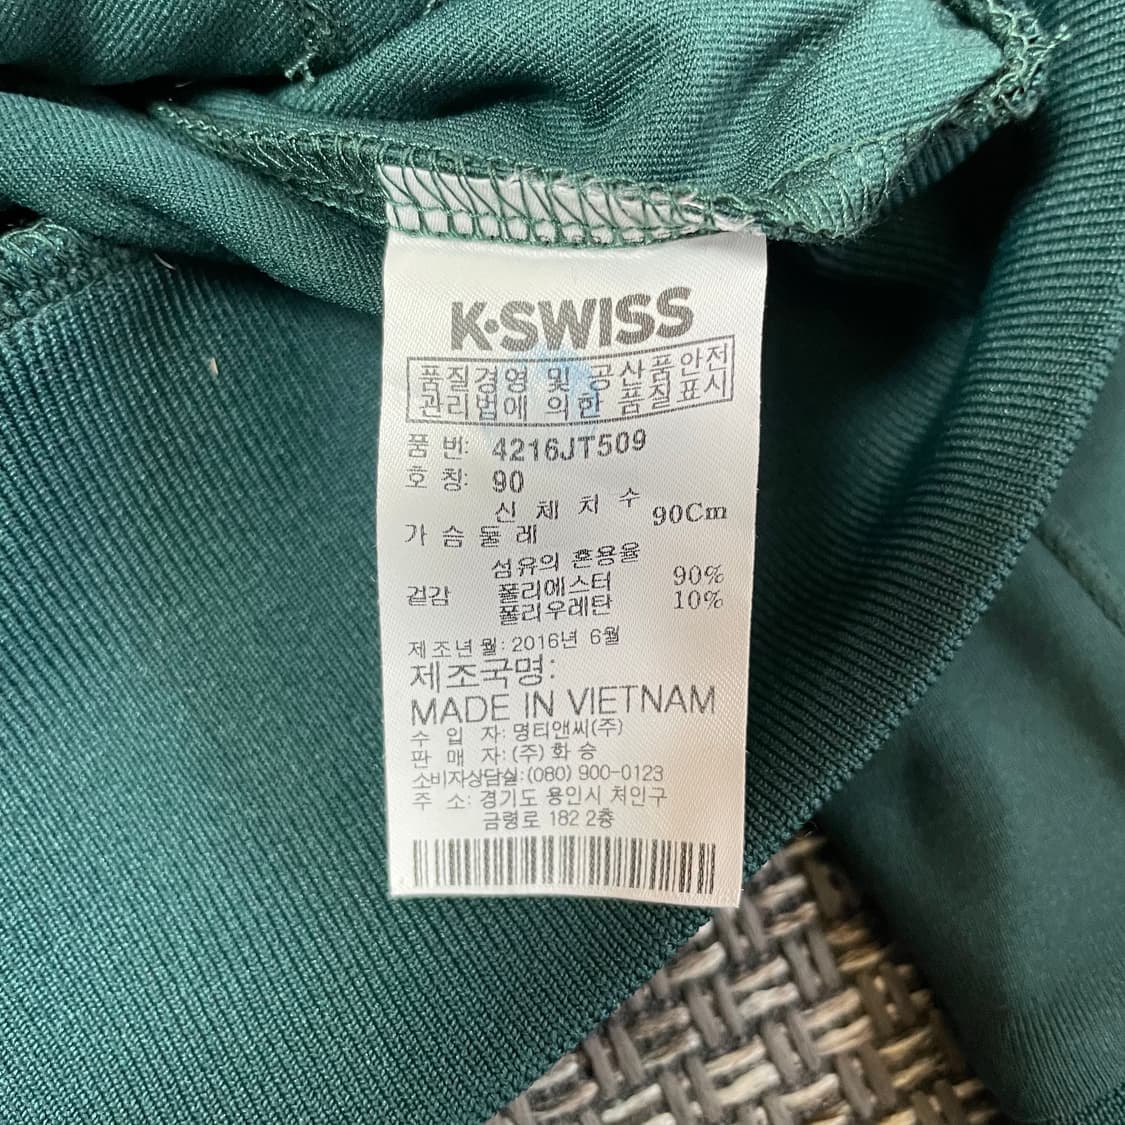 K·SWISS
품질경영 및 공산품안전
관리법에 의한 품질표시
품 번: 4216JT509
호 칭: 90
신 체 치 수
가 슴 둘 레 90Cm
섬유의 혼용율
겉감 폴리에스터 90%
폴리우레탄 10%
제조년월: 2016년 6월
제조국명:
MADE IN VIETNAM
수 입 자: 명티앤씨(주)
판 매 자: (주) 화 승
소비자상담실: (080) 900-0123
주 소: 경기도 용인시 처인구
금령로 182 2층